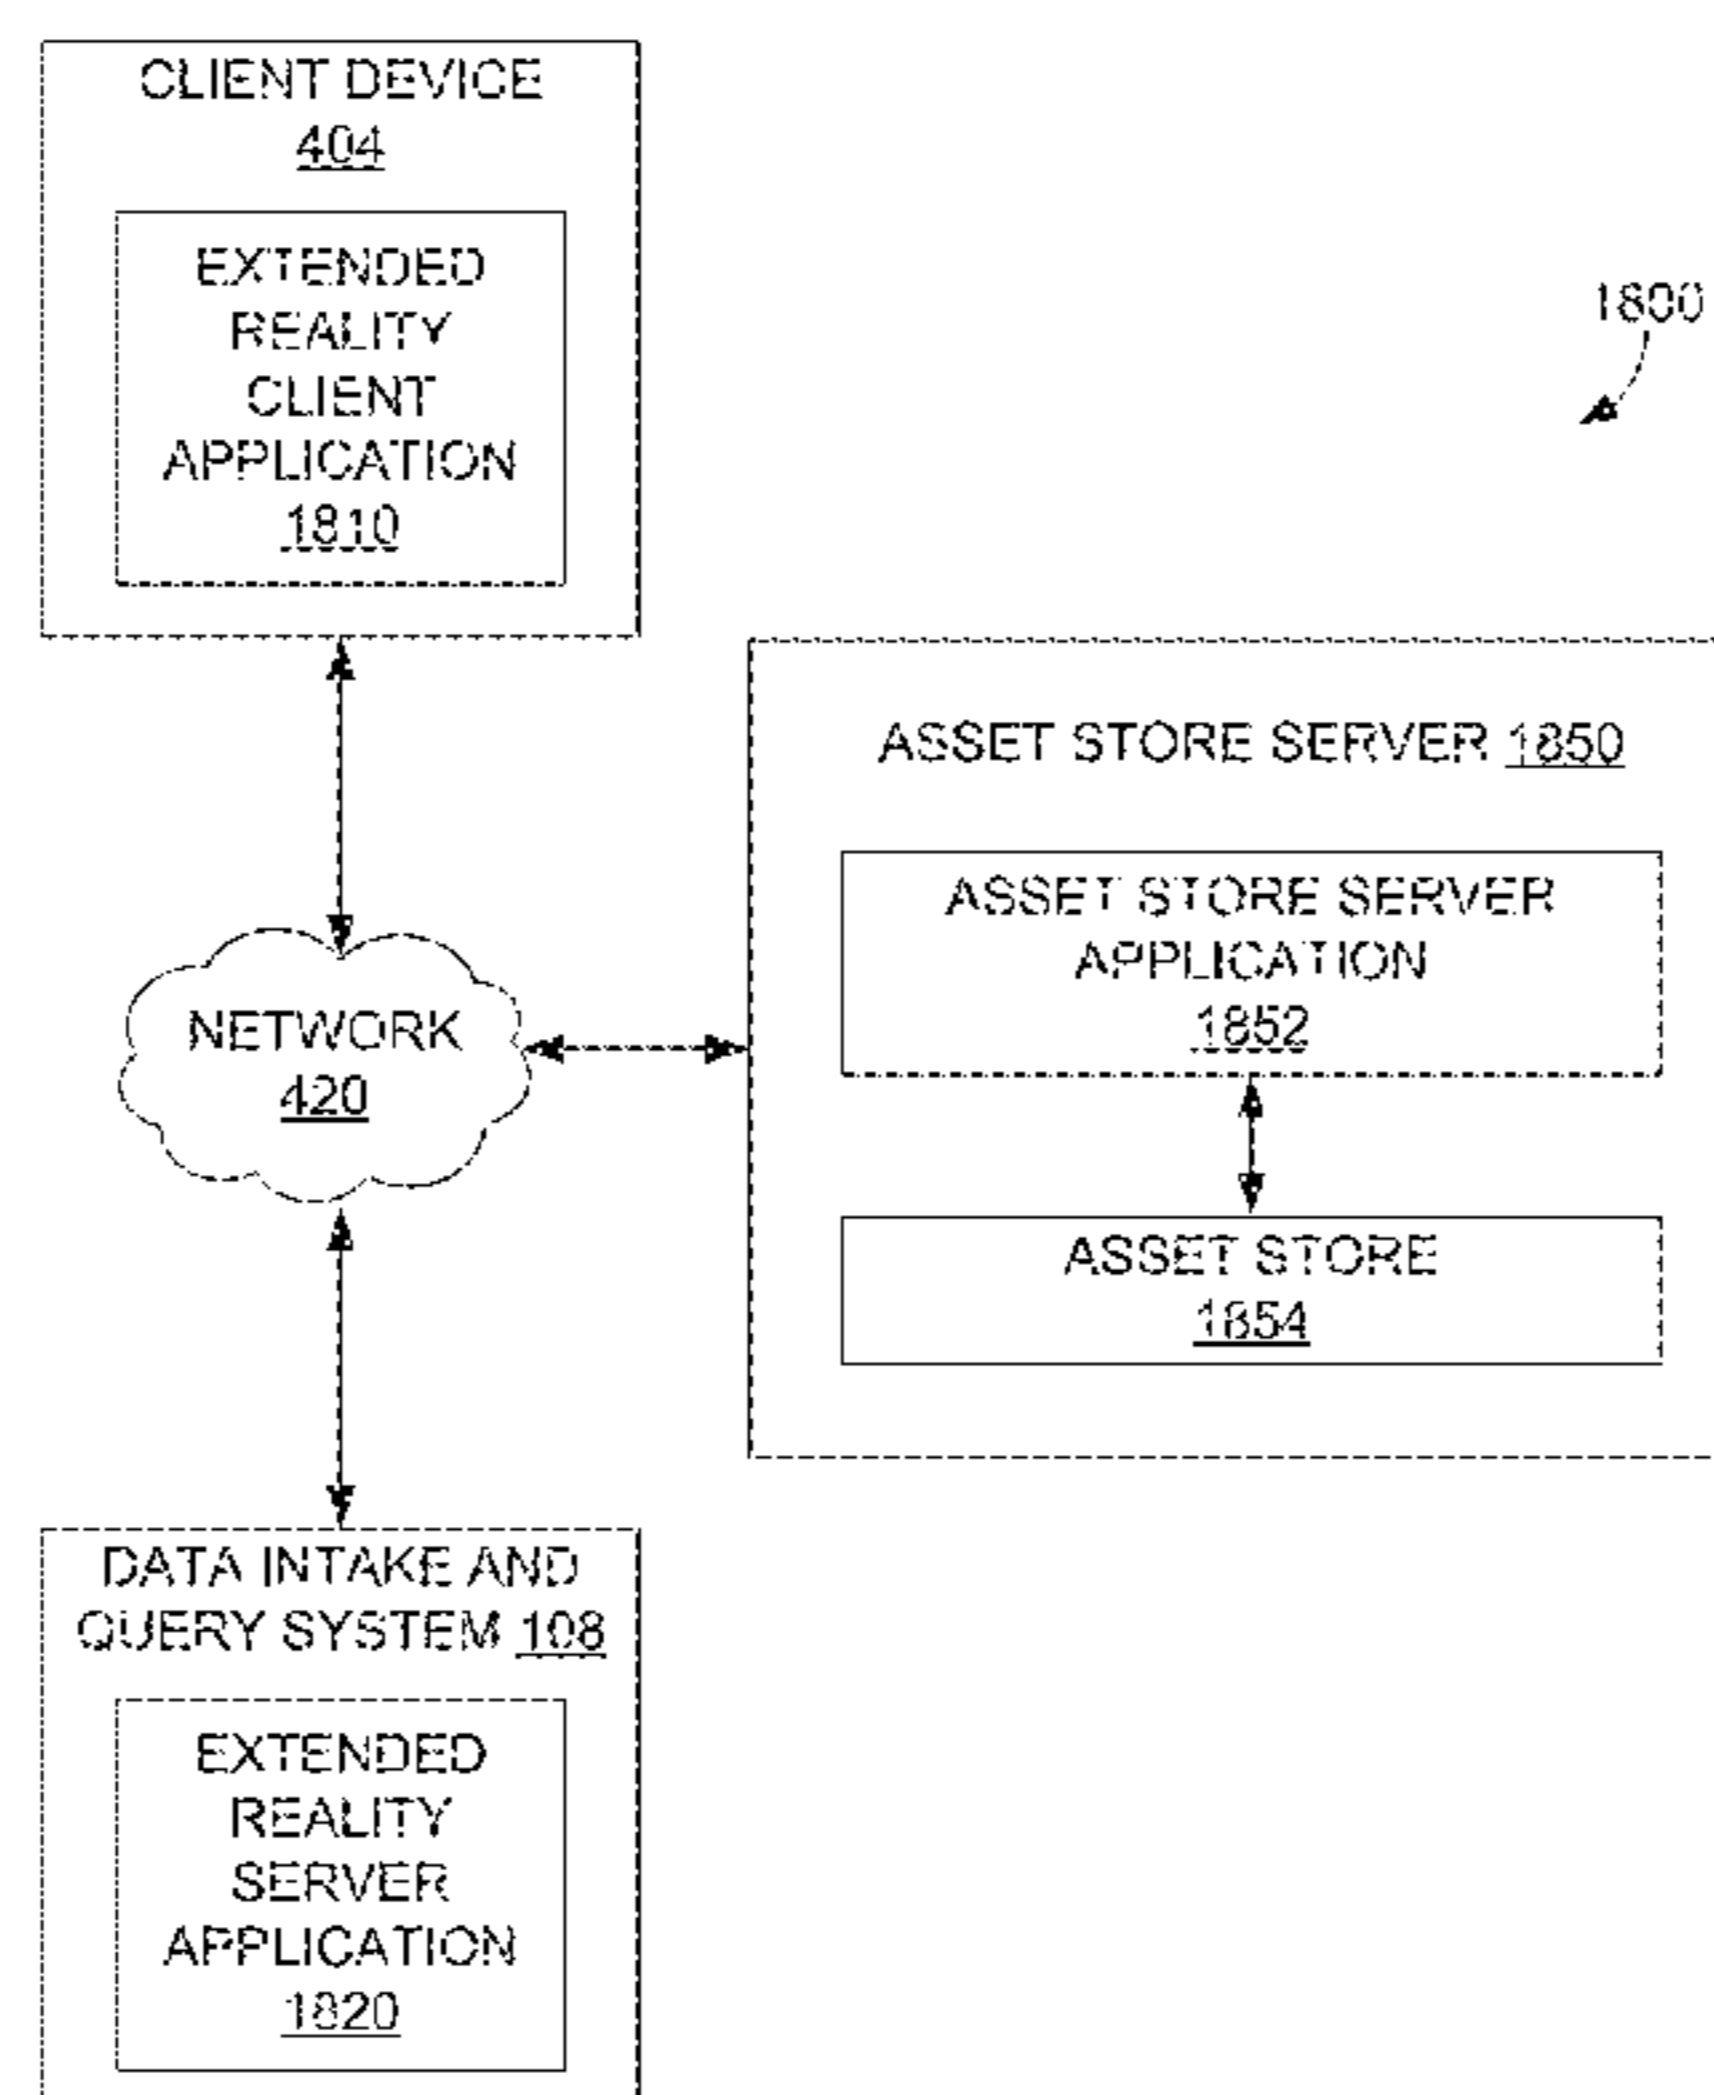 CLIENT DEVICE
404
EXTENDED
REALITY
CLIENT
APPLICATION
1810
1800
ASSET STORE SERVER 1850
ASSET STORE SERVER
APPLICATION
1852
NETWORK
420
ASSET STORE
1854
DATA INTAKE AND
QUERY SYSTEM 108
EXTENDED
REALITY
SERVER
APPLICATION
1820